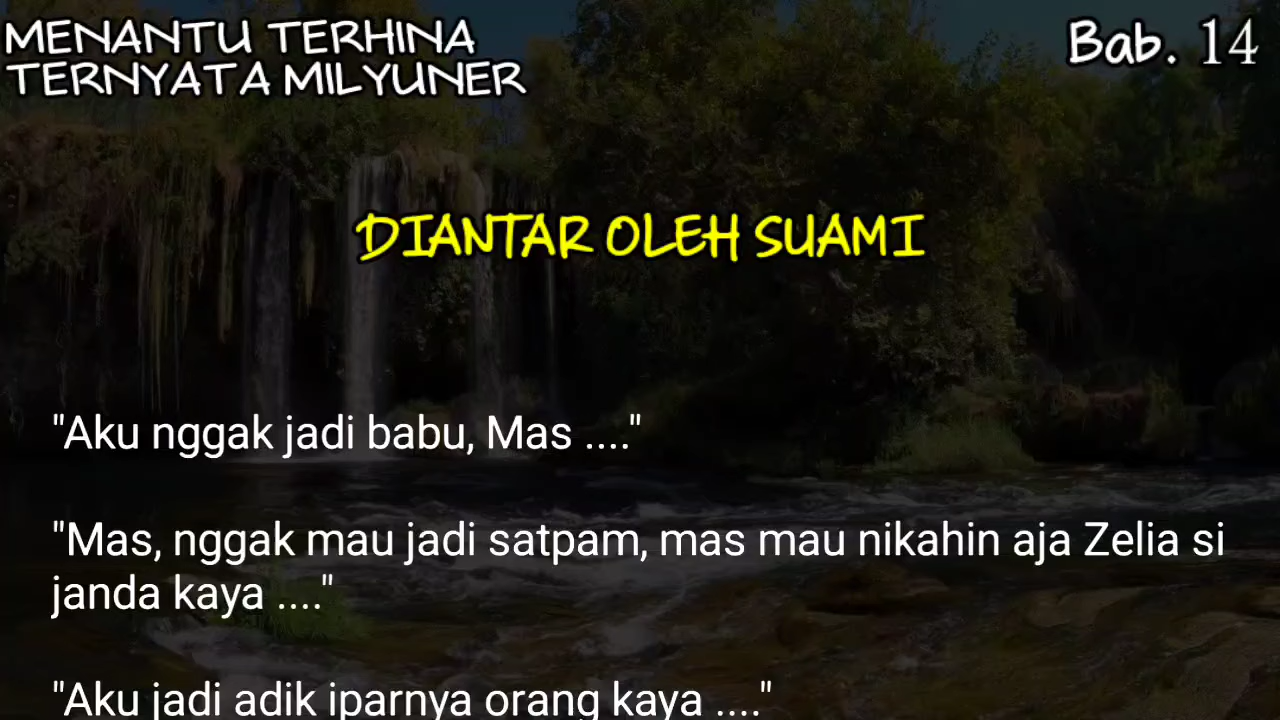 MENANTU TERHINA
TERNYATA MILYUNER
Bab. 14
DIANTAR OLEH SUAMI
"Aku nggak jadi babu, Mas ...."
"Mas, nggak mau jadi satpam, mas mau nikahin aja Zelia si
janda kaya ...."
"Aku jadi adik iparnya orang kaya ...."